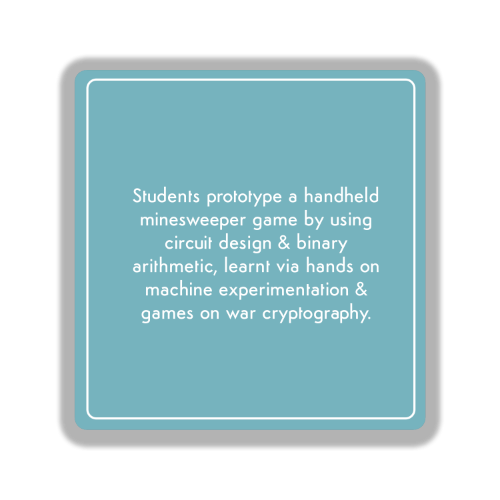 Students prototype a handheld
minesweeper game by using
circuit design & binary
arithmetic, learnt via hands on
machine experimentation &
games on war cryptography.